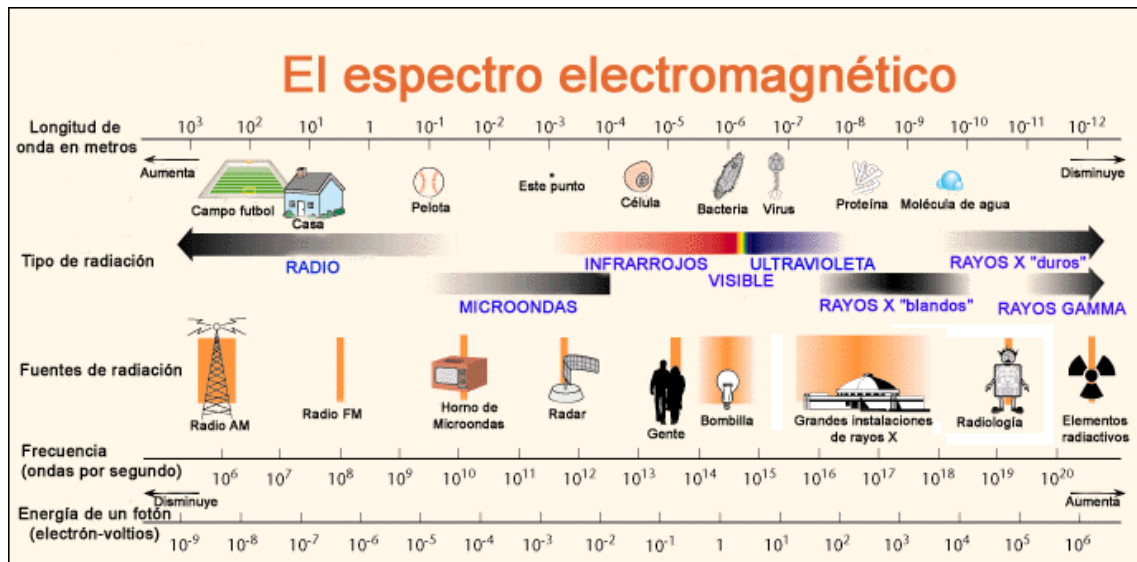 El espectro electromagnético
Longitud de
onda en metros
10³ 10² 10¹ 1 10⁻¹ 10⁻² 10⁻³ 10⁻⁴ 10⁻⁵ 10⁻⁶ 10⁻⁷ 10⁻⁸ 10⁻⁹ 10⁻¹⁰ 10⁻¹¹ 10⁻¹²
Aumenta Disminuye
Campo futbol Casa Pelota Este punto Célula Bacteria Virus Proteína Molécula de agua
Tipo de radiación
RADIO INFRARROJOS VISIBLE ULTRAVIOLETA RAYOS X "duros"
MICROONDAS RAYOS X "blandos" RAYOS GAMMA
Fuentes de radiación
Radio AM
Radio FM
Horno de
Microondas
Radar
Gente
Bombilla
Grandes instalaciones
de rayos X
Radiología
Elementos
radiactivos
Frecuencia
(ondas por segundo)
10⁶ 10⁷ 10⁸ 10⁹ 10¹⁰ 10¹¹ 10¹² 10¹³ 10¹⁴ 10¹⁵ 10¹⁶ 10¹⁷ 10¹⁸ 10¹⁹ 10²⁰
Disminuye Aumenta
Energía de un fotón
(electrón-voltios)
10⁻⁹ 10⁻⁸ 10⁻⁷ 10⁻⁶ 10⁻⁵ 10⁻⁴ 10⁻³ 10⁻² 10⁻¹ 1 10¹ 10² 10³ 10⁴ 10⁵ 10⁶